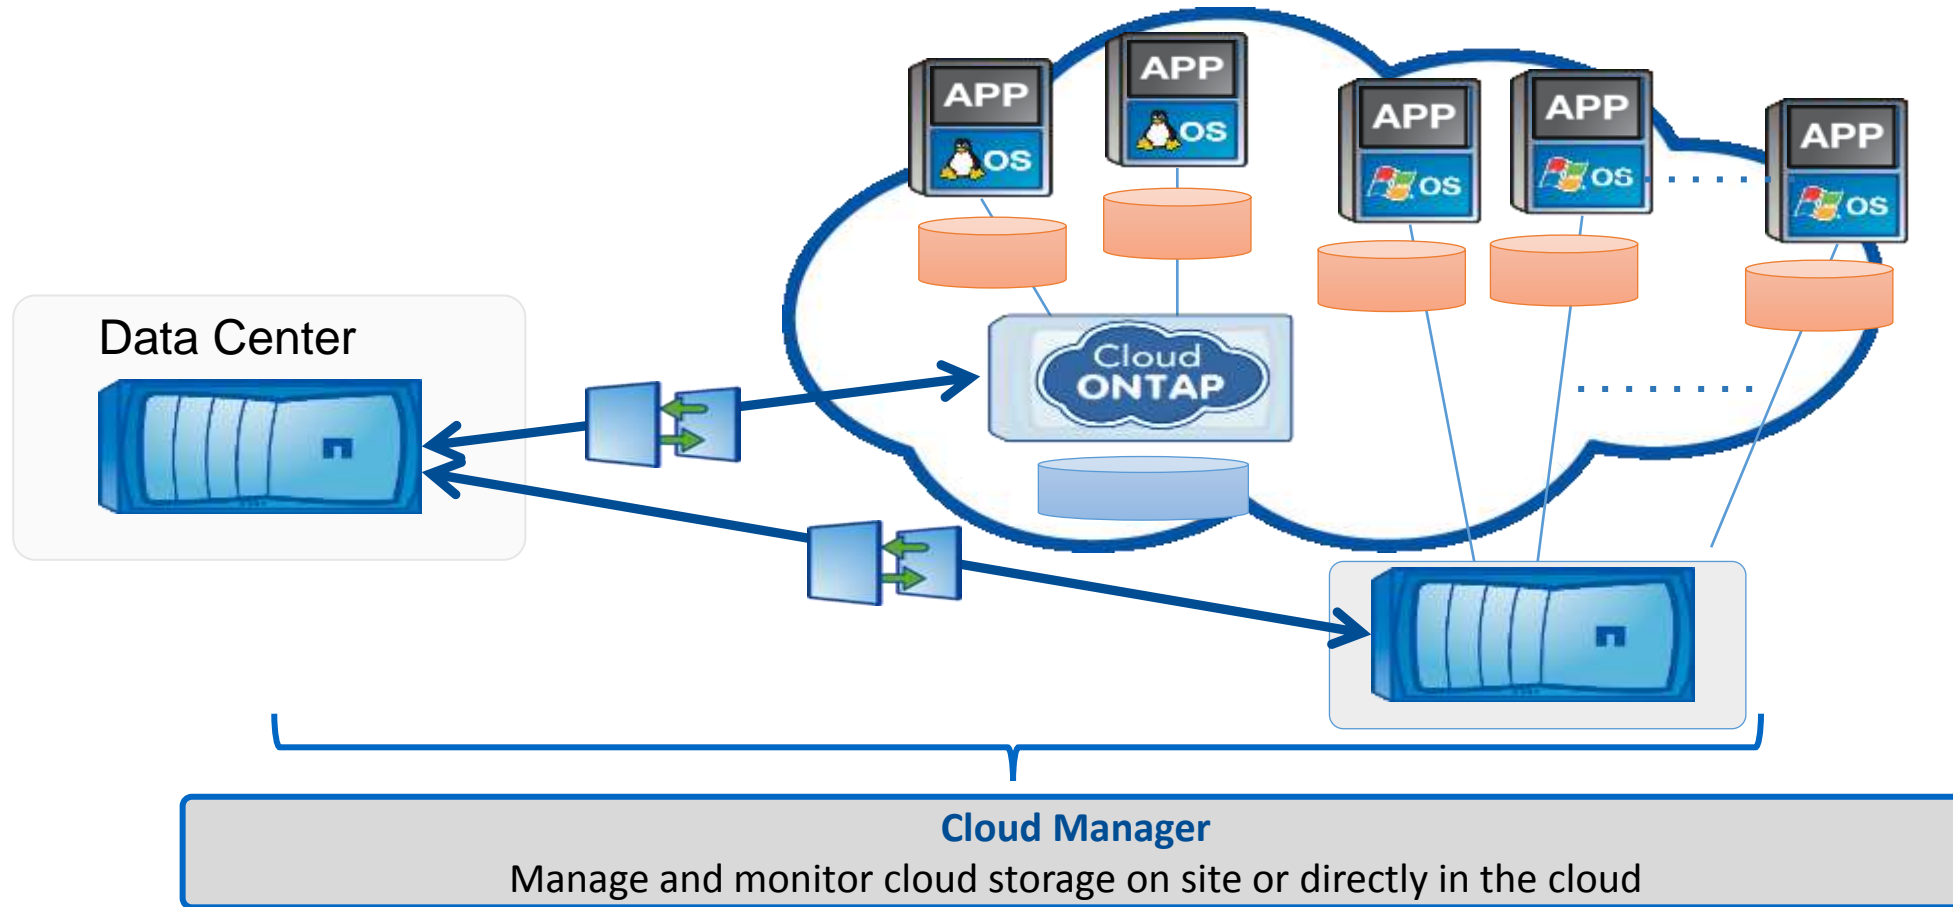 APP
OS
APP
OS
APP
OS
APP
OS
APP
OS
Data Center
Cloud
ONTAP
Cloud Manager
Manage and monitor cloud storage on site or directly in the cloud